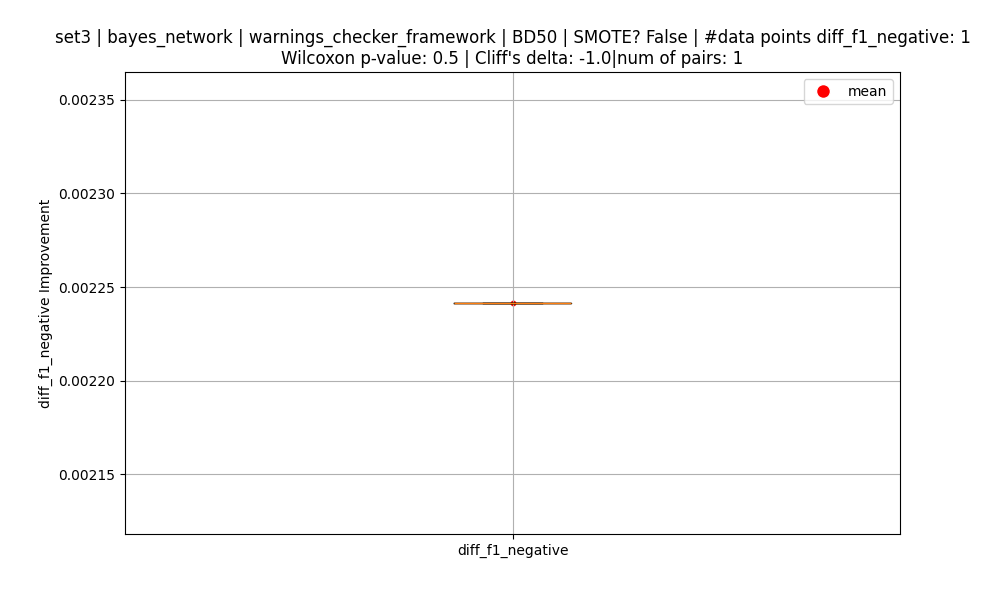 set3 | bayes_network | warnings_checker_framework | BD50 | SMOTE? False | #data points diff_f1_negative: 1
Wilcoxon p-value: 0.5 | Cliff's delta: -1.0|num of pairs: 1
mean
diff_f1_negative Improvement
0.00235
0.00230
0.00225
0.00220
0.00215
diff_f1_negative